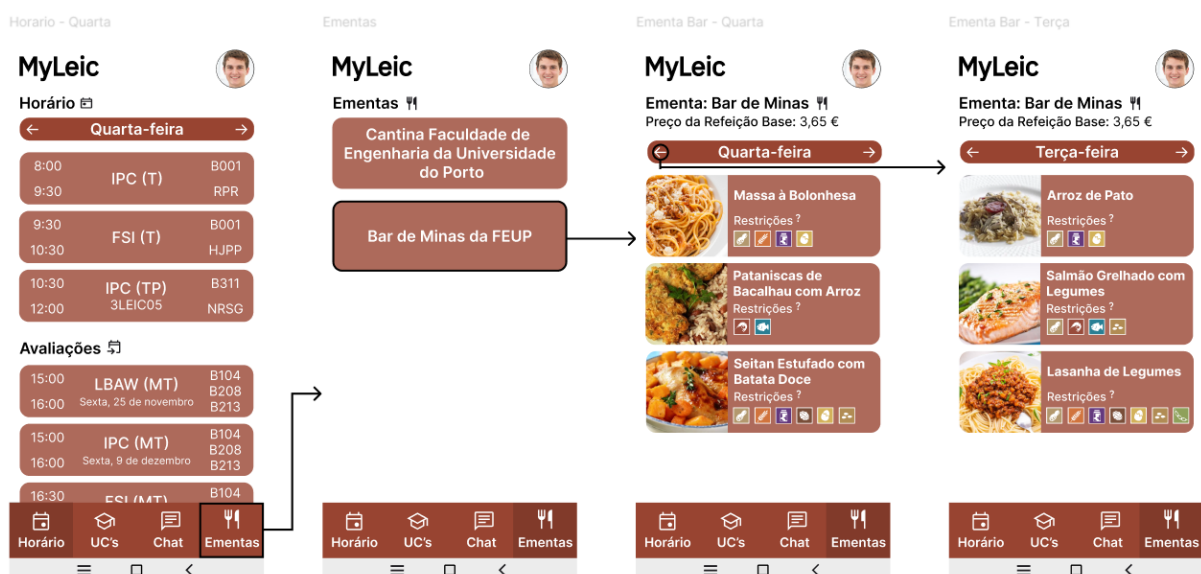 Horario - Quarta
MyLeic
Horário
Quarta-feira
8:00
IPC (T)
B001
9:30
RPR
9:30
FSI (T)
B001
10:30
HJPP
10:30
IPC (TP)
B311
3LEIC05
12:00
NRSG
Avaliações
15:00
LBAW (MT)
B104
B208
16:00
Sexta, 25 de novembro
B213
15:00
IPC (MT)
B104
B208
16:00
Sexta, 9 de dezembro
B213
16:30
FSI (MT)
B104
Horário
UC's
Chat
Ementas
Ementas
MyLeic
Ementas
Cantina Faculdade de
Engenharia da Universidade
do Porto
Bar de Minas da FEUP
Horário
UC's
Chat
Ementas
Ementa Bar - Quarta
MyLeic
Ementa: Bar de Minas
Preço da Refeição Base: 3,65 €
Quarta-feira
Massa à Bolonhesa
Restrições ?
Pataniscas de
Bacalhau com Arroz
Restrições ?
Seitan Estufado com
Batata Doce
Restrições ?
Horário
UC's
Chat
Ementas
Ementa Bar - Terça
MyLeic
Ementa: Bar de Minas
Preço da Refeição Base: 3,65 €
Terça-feira
Arroz de Pato
Restrições ?
Salmão Grelhado com
Legumes
Restrições ?
Lasanha de Legumes
Restrições ?
Horário
UC's
Chat
Ementas